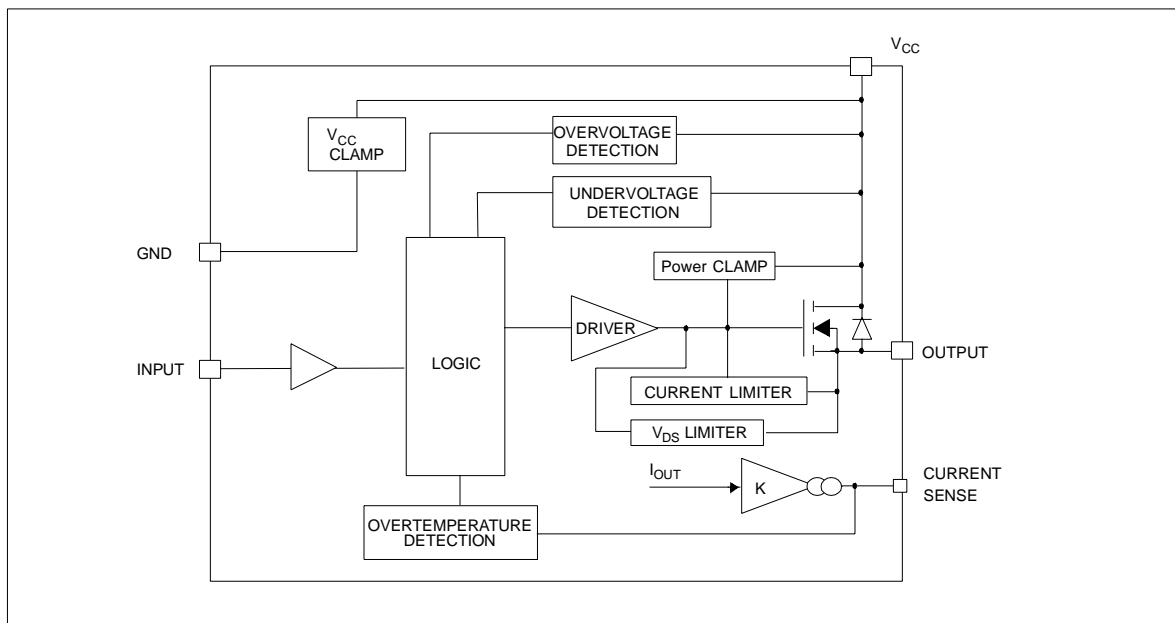 VCC
VCC
CLAMP
OVERVOLTAGE
DETECTION
UNDERVOLTAGE
DETECTION
GND
Power CLAMP
DRIVER
OUTPUT
INPUT
LOGIC
CURRENT LIMITER
VDS LIMITER
IOUT
K
CURRENT
SENSE
OVERTEMPERATURE
DETECTION